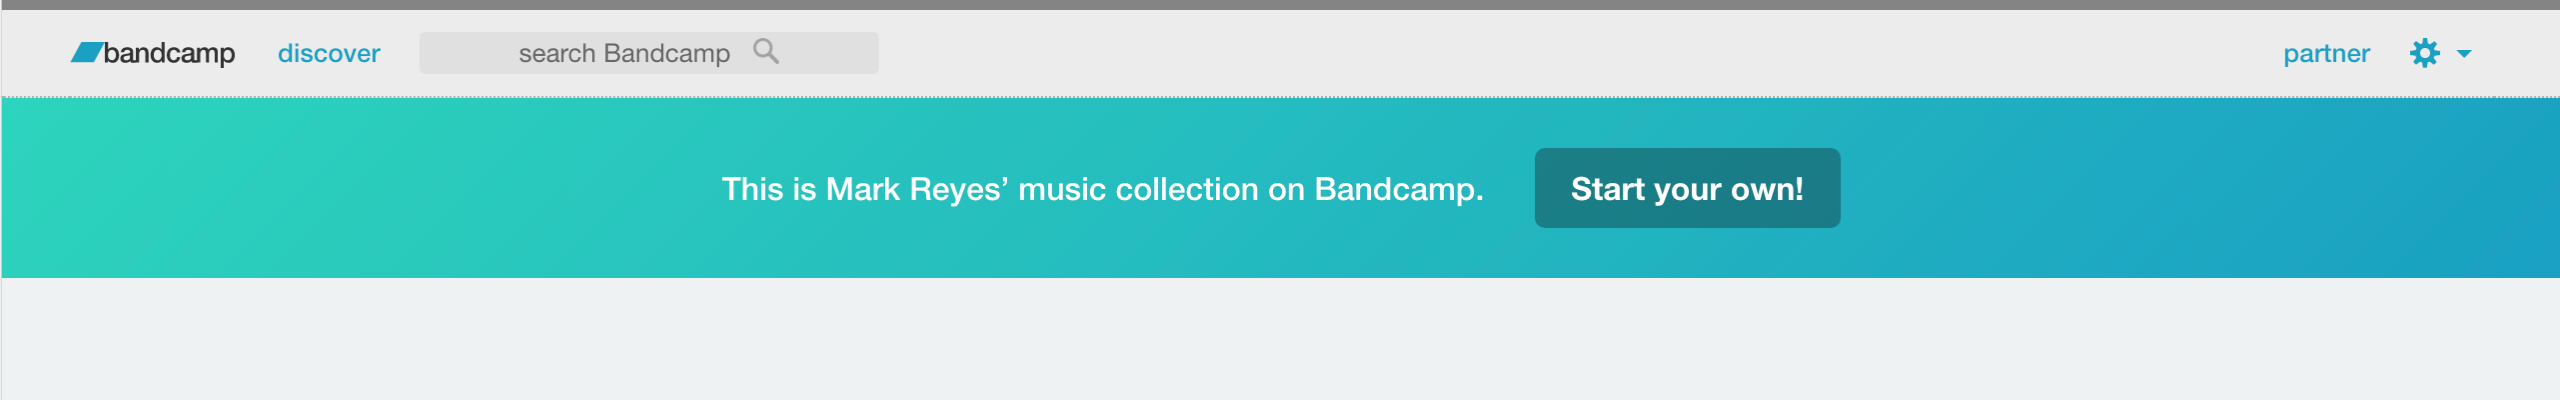 bandcamp discover search Bandcamp partner
This is Mark Reyes’ music collection on Bandcamp. Start your own!